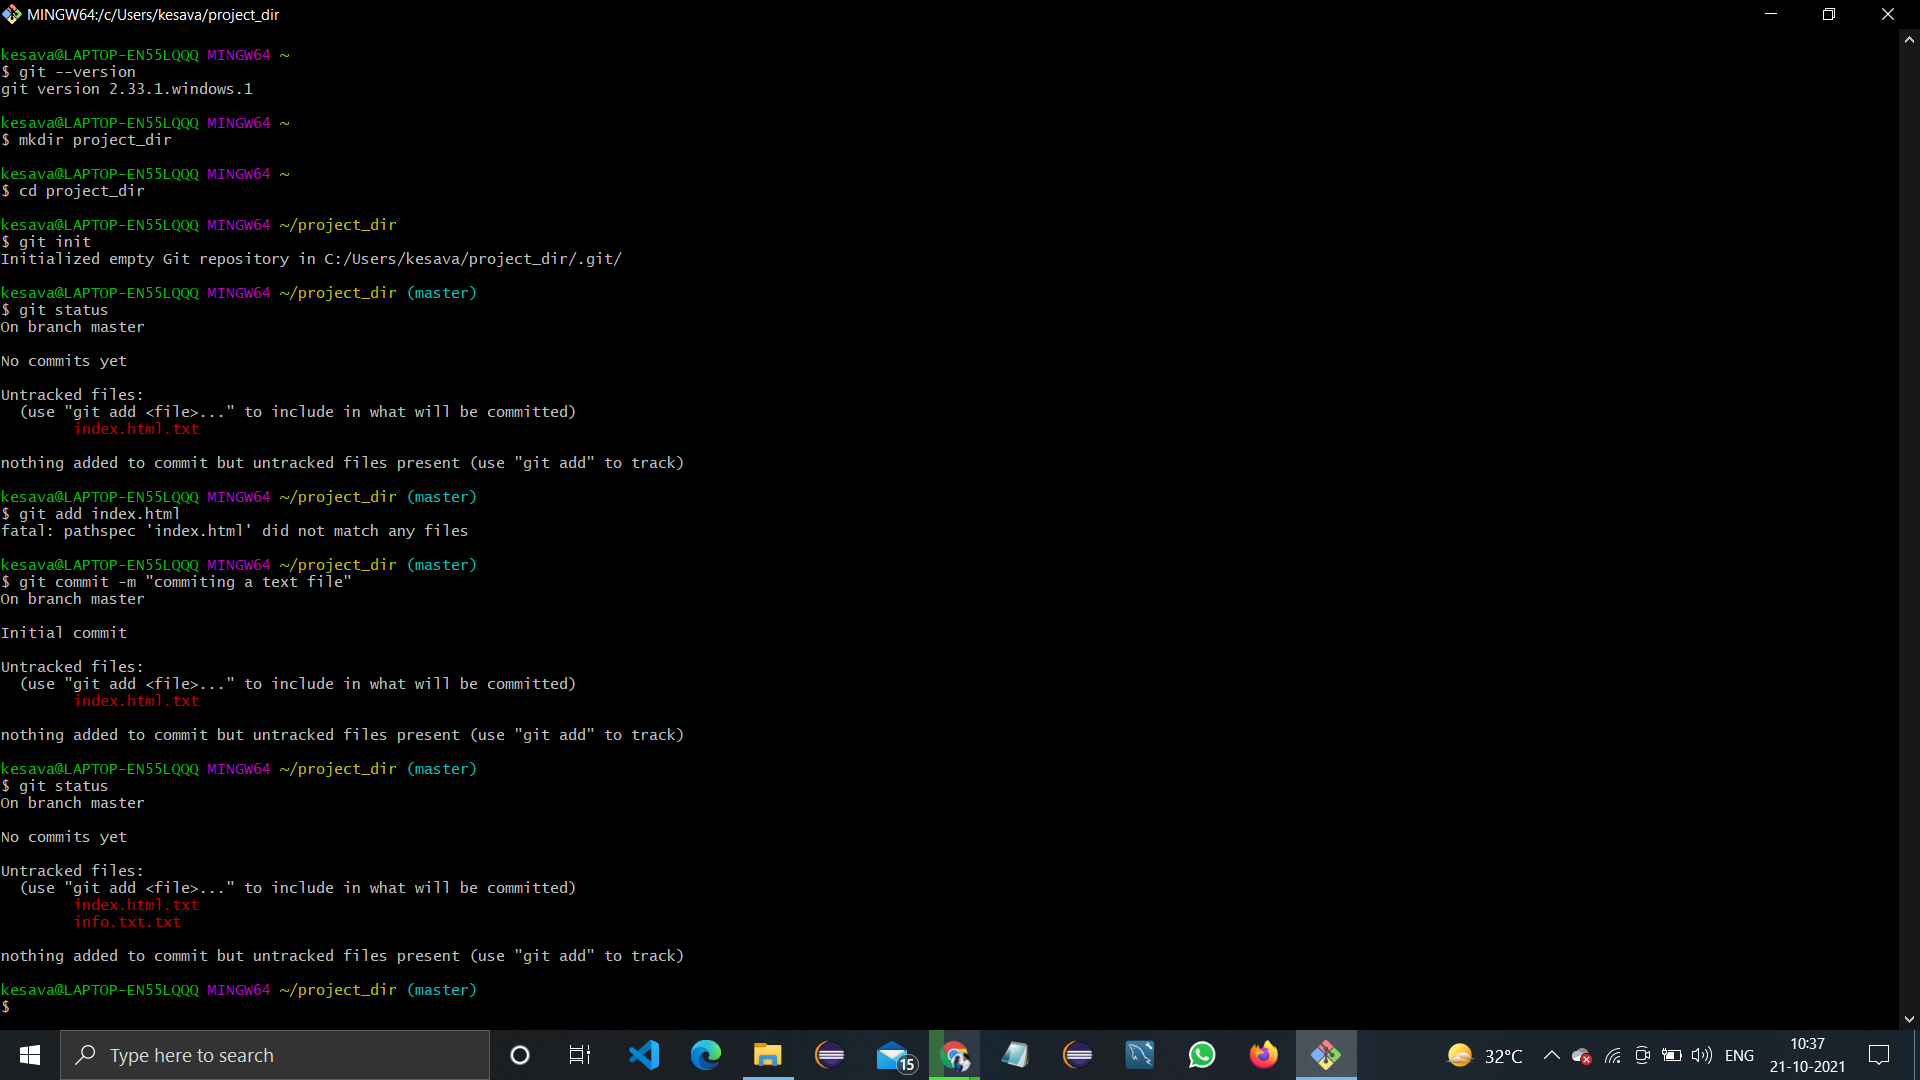 MINGW64:/c/Users/kesava/project_dir
kesava@LAPTOP-EN55LQQQ MINGW64 ~
$ git --version
git version 2.33.1.windows.1
kesava@LAPTOP-EN55LQQQ MINGW64 ~
$ mkdir project_dir
kesava@LAPTOP-EN55LQQQ MINGW64 ~
$ cd project_dir
kesava@LAPTOP-EN55LQQQ MINGW64 ~/project_dir
$ git init
Initialized empty Git repository in C:/Users/kesava/project_dir/.git/
kesava@LAPTOP-EN55LQQQ MINGW64 ~/project_dir (master)
$ git status
On branch master
No commits yet
Untracked files:
  (use "git add <file>..." to include in what will be committed)
        index.html.txt
nothing added to commit but untracked files present (use "git add" to track)
kesava@LAPTOP-EN55LQQQ MINGW64 ~/project_dir (master)
$ git add index.html
fatal: pathspec 'index.html' did not match any files
kesava@LAPTOP-EN55LQQQ MINGW64 ~/project_dir (master)
$ git commit -m "commiting a text file"
On branch master
Initial commit
Untracked files:
  (use "git add <file>..." to include in what will be committed)
        index.html.txt
nothing added to commit but untracked files present (use "git add" to track)
kesava@LAPTOP-EN55LQQQ MINGW64 ~/project_dir (master)
$ git status
On branch master
No commits yet
Untracked files:
  (use "git add <file>..." to include in what will be committed)
        index.html.txt
        info.txt.txt
nothing added to commit but untracked files present (use "git add" to track)
kesava@LAPTOP-EN55LQQQ MINGW64 ~/project_dir (master)
$
Type here to search
15
32°C
ENG
10:37
21-10-2021